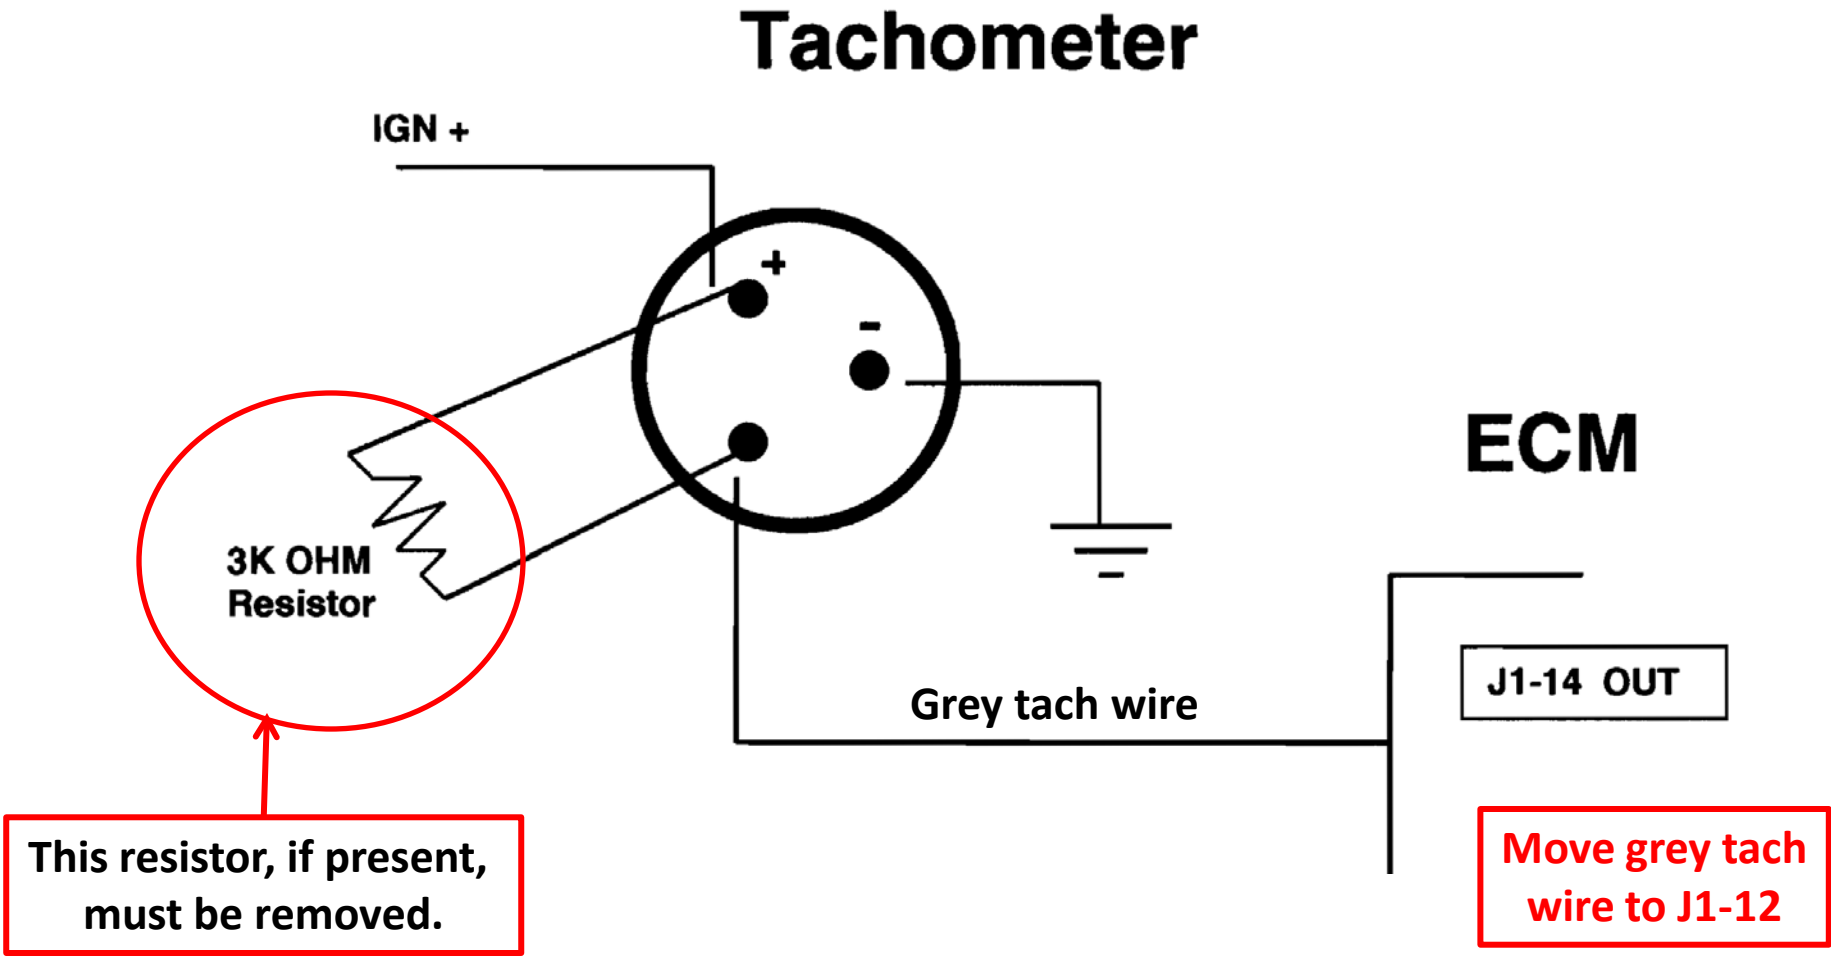 Tachometer
IGN +
+
-
ECM
3K OHM
Resistor
J1-14 OUT
Grey tach wire
This resistor, if present,
must be removed.
Move grey tach
wire to J1-12